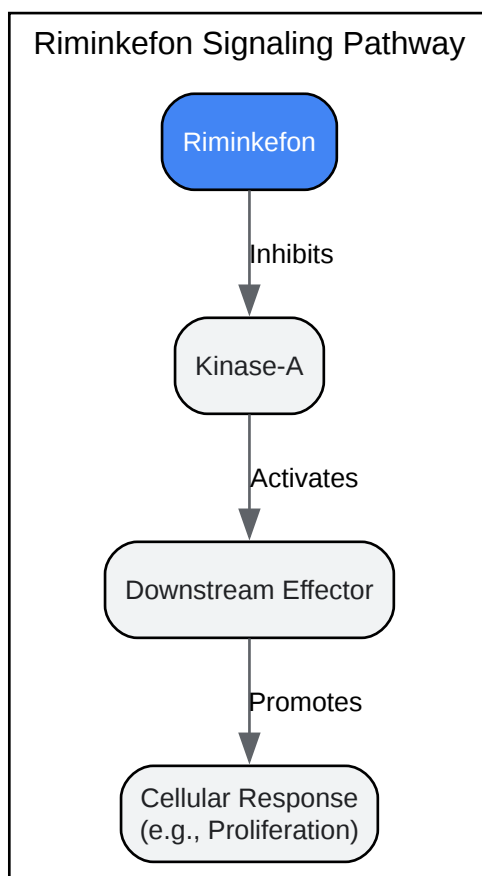 Riminkefon Signaling Pathway
Riminkefon
Inhibits
Kinase-A
Activates
Downstream Effector
Promotes
Cellular Response
(e.g., Proliferation)